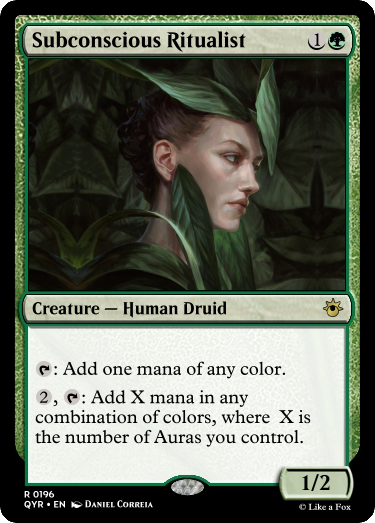 Subconscious Ritualist 1
Creature — Human Druid
: Add one mana of any color.
2, : Add X mana in any
combination of colors, where X is
the number of Auras you control.
1/2
R 0196
QYR • EN DANIEL CORREIA
© Like a Fox